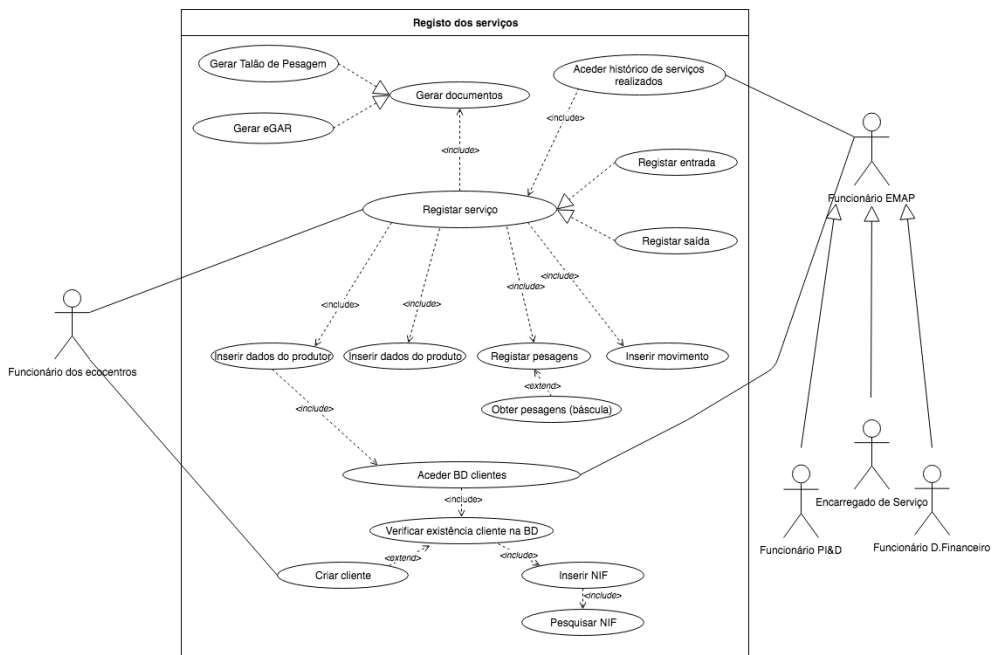 Registo dos serviços
Gerar Talão de Pesagem
Aceder histórico de serviços
realizados
Gerar documentos
<include>
Gerar eGAR
<include>
Registar entrada
Funcionário EMAP
Registar serviço
Registar saída
<include>
<include>
<include>
<include>
Inserir dados do produtor
Inserir dados do produto
Registar pesagens
Inserir movimento
Funcionário dos ecocentros
<extend>
Obter pesagens (báscula)
<include>
Aceder BD clientes
<include>
Encarregado de Serviço
Verificar existência cliente na BD
<extend>
<include>
Funcionário PI&D
Funcionário D.Financeiro
Criar cliente
Inserir NIF
<include>
Pesquisar NIF